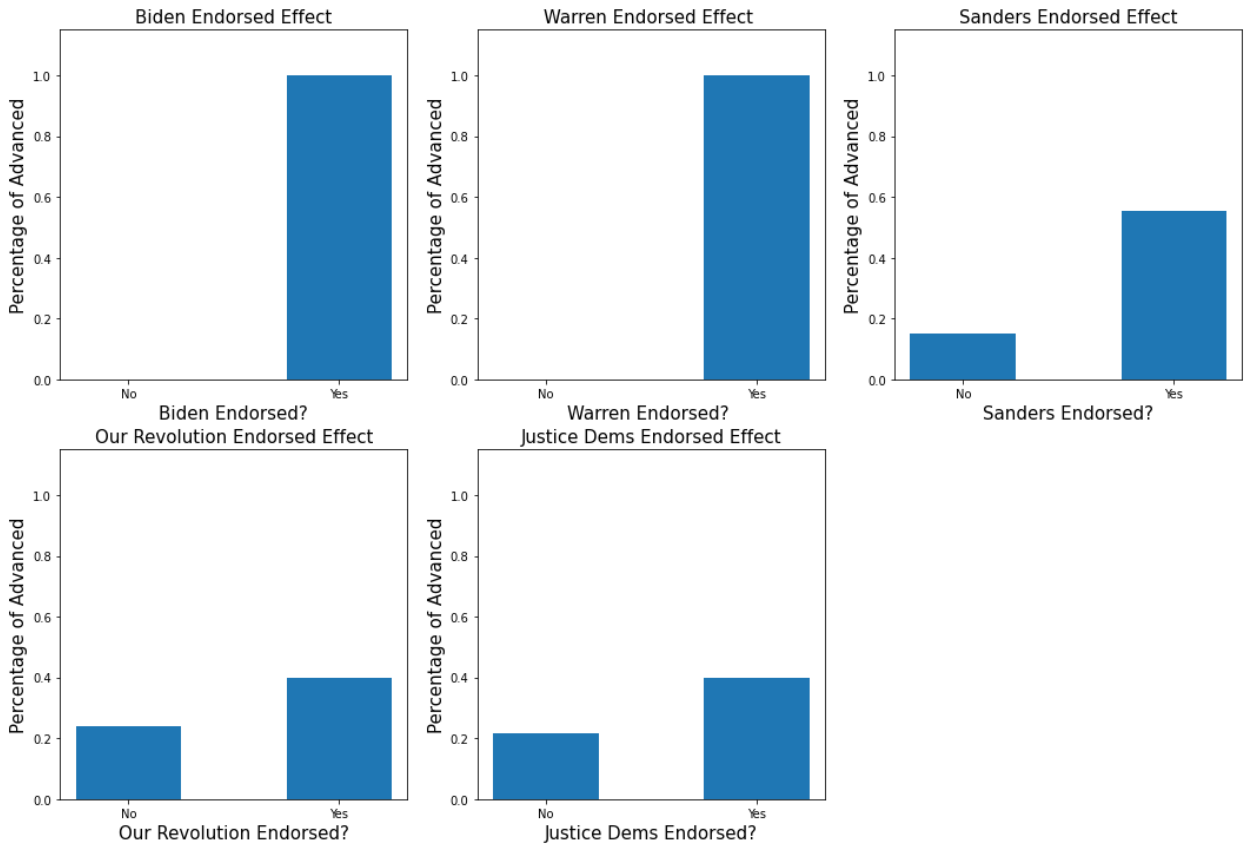 Biden Endorsed Effect
Percentage of Advanced
1.0
0.8
0.6
0.4
0.2
0.0
No Yes
Biden Endorsed?
Warren Endorsed Effect
Percentage of Advanced
1.0
0.8
0.6
0.4
0.2
0.0
No Yes
Warren Endorsed?
Sanders Endorsed Effect
Percentage of Advanced
1.0
0.8
0.6
0.4
0.2
0.0
No Yes
Sanders Endorsed?
Our Revolution Endorsed Effect
Percentage of Advanced
1.0
0.8
0.6
0.4
0.2
0.0
No Yes
Our Revolution Endorsed?
Justice Dems Endorsed Effect
Percentage of Advanced
1.0
0.8
0.6
0.4
0.2
0.0
No Yes
Justice Dems Endorsed?